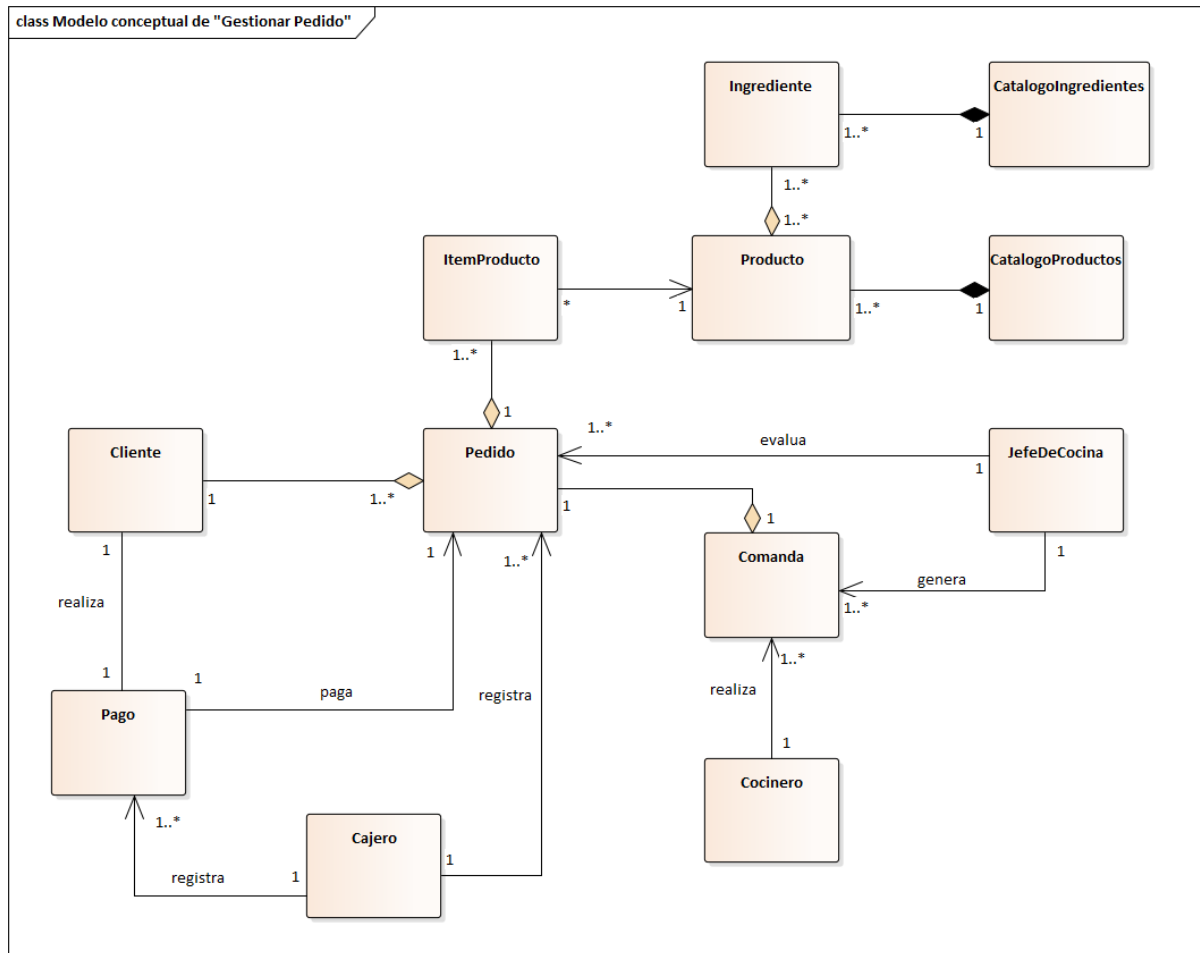 class Modelo conceptual de "Gestionar Pedido"
Ingrediente
CatalogoIngredientes
1..*
1
1..*
1..*
ItemProducto
Producto
CatalogoProductos
*
1
1..*
1
1..*
1
Cliente
Pedido
JefeDeCocina
1..*
evalua
1
1
1..*
1
1
1
1
1..*
Comanda
1
genera
1..*
realiza
1
1
paga
registra
1..*
realiza
Pago
1
Cocinero
1..*
Cajero
registra
1
1